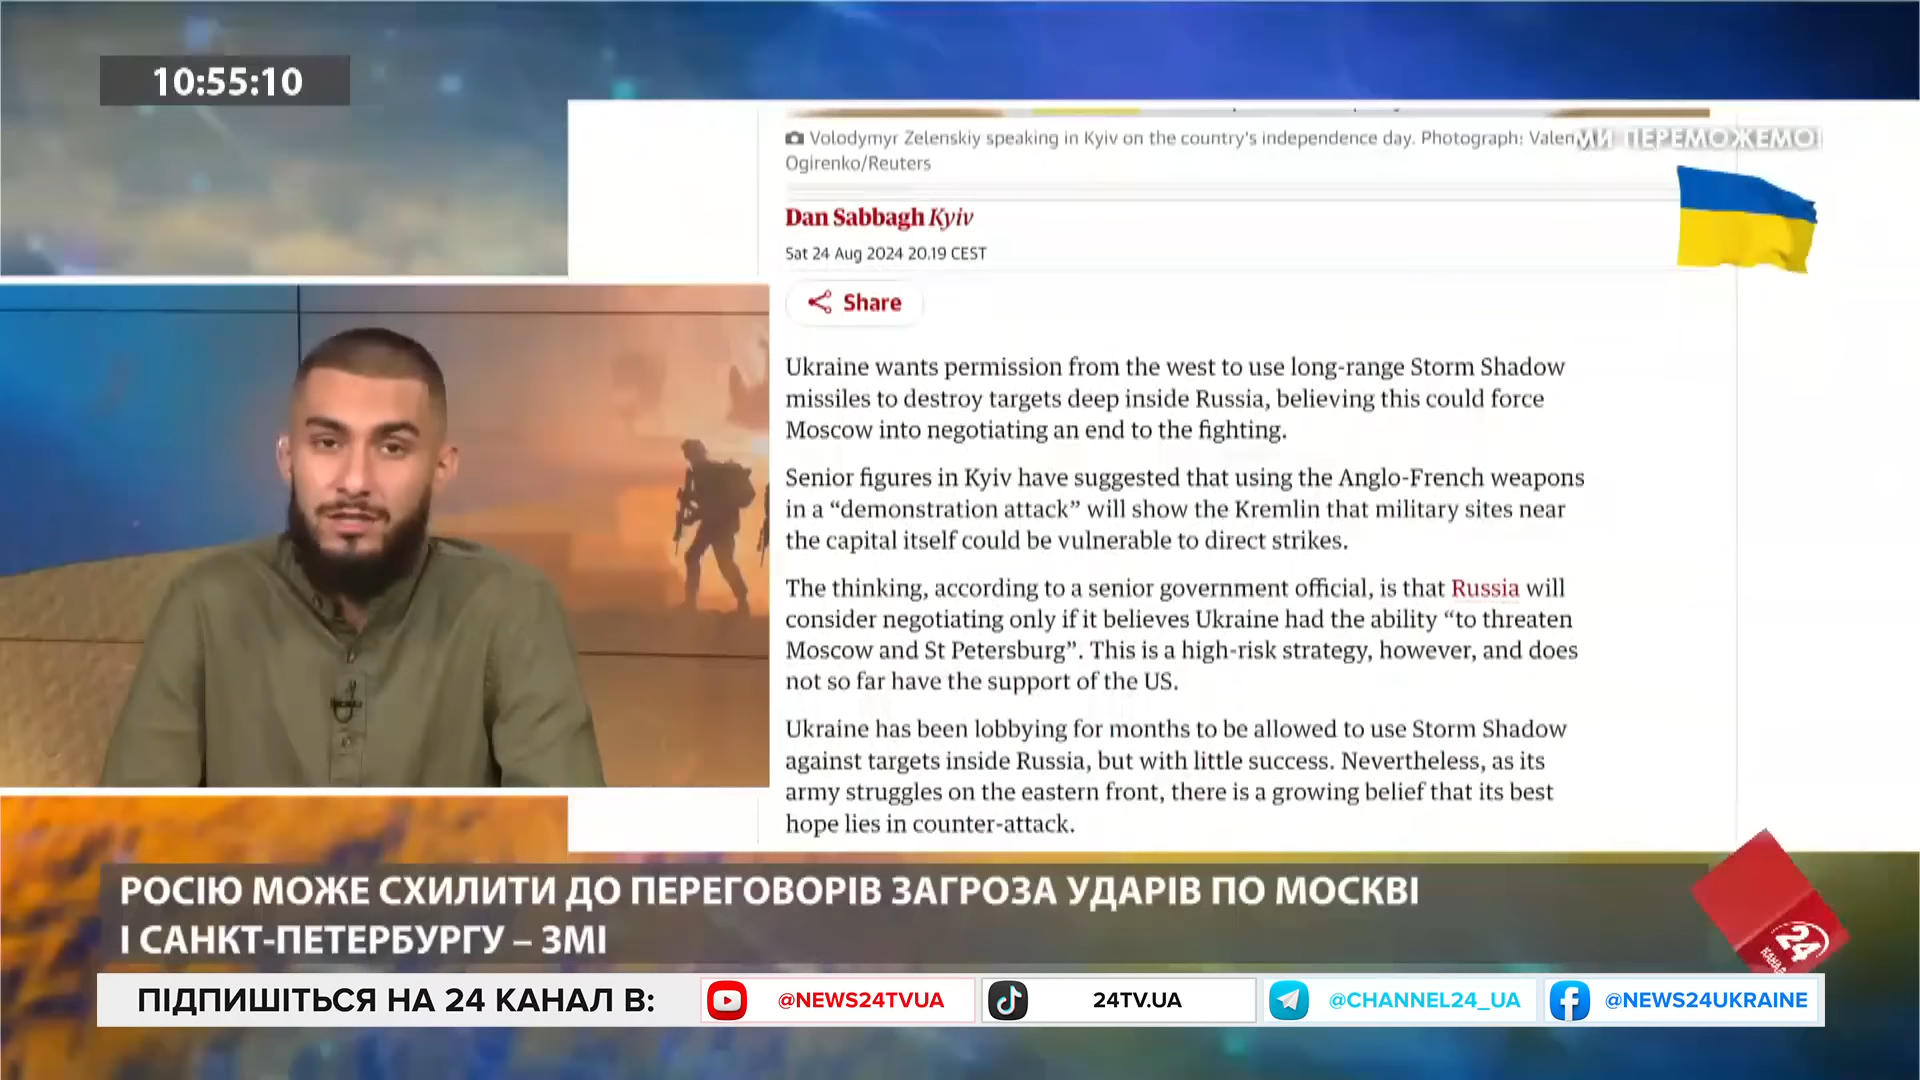 10:55:10
Volodymyr Zelenskiy speaking in Kyiv on the country's independence day. Photograph:
МИ ПЕРЕМОЖЕМО!
Ogirenko/Reuters
Dan Sabbagh Kyiv
Sat 24 Aug 2024 20.19 CEST
Share
Ukraine wants permission from the west to use long-range Storm Shadow
missiles to destroy targets deep inside Russia, believing this could force
Moscow into negotiating an end to the fighting.
Senior figures in Kyiv have suggested that using the Anglo-French weapons
in a “demonstration attack” will show the Kremlin that military sites near
the capital itself could be vulnerable to direct strikes.
The thinking, according to a senior government official, is that Russia will
consider negotiating only if it believes Ukraine had the ability “to threaten
Moscow and St Petersburg”. This is a high-risk strategy, however, and does
not so far have the support of the US.
Ukraine has been lobbying for months to be allowed to use Storm Shadow
against targets inside Russia, but with little success. Nevertheless, as its
army struggles on the eastern front, there is a growing belief that its best
hope lies in counter-attack.
РОСІЮ МОЖЕ СХИЛИТИ ДО ПЕРЕГОВОРІВ ЗАГРОЗА УДАРІВ ПО МОСКВІ
І САНКТ-ПЕТЕРБУРГУ – ЗМІ
24
КАНАЛ
ПІДПИШІТЬСЯ НА 24 КАНАЛ В:
@NEWS24TVUA
24TV.UA
@CHANNEL24_UA
@NEWS24UKRAINE